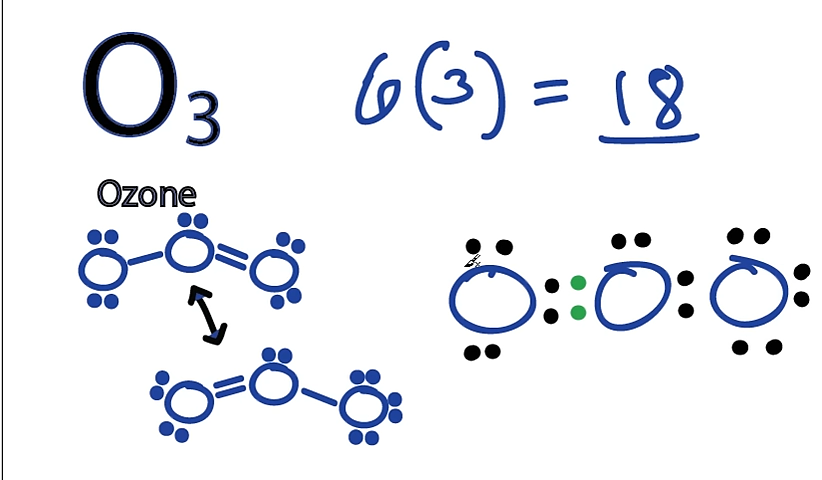 O₃
6(3) = 18
Ozone
O O O
O O O
O O O